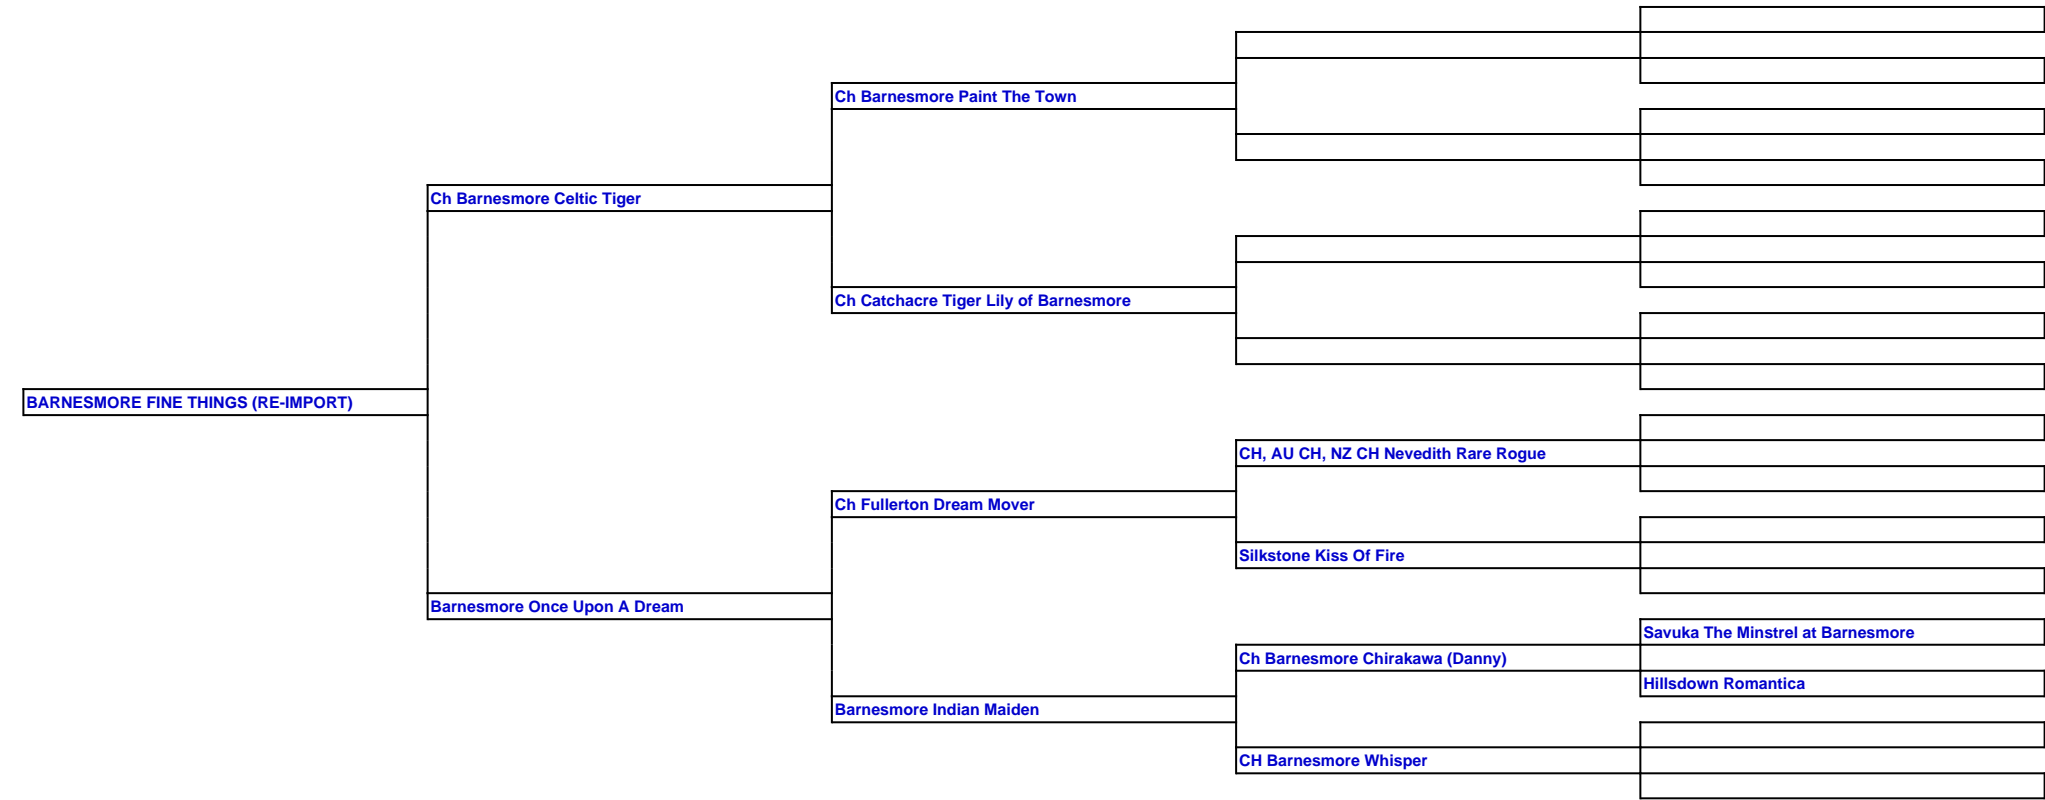 Ch Barnesmore Paint The Town
Ch Barnesmore Celtic Tiger
Ch Catchacre Tiger Lily of Barnesmore
BARNESMORE FINE THINGS (RE-IMPORT)
CH, AU CH, NZ CH Nevedith Rare Rogue
Ch Fullerton Dream Mover
Silkstone Kiss Of Fire
Barnesmore Once Upon A Dream
Savuka The Minstrel at Barnesmore
Ch Barnesmore Chirakawa (Danny)
Hillsdown Romantica
Barnesmore Indian Maiden
CH Barnesmore Whisper